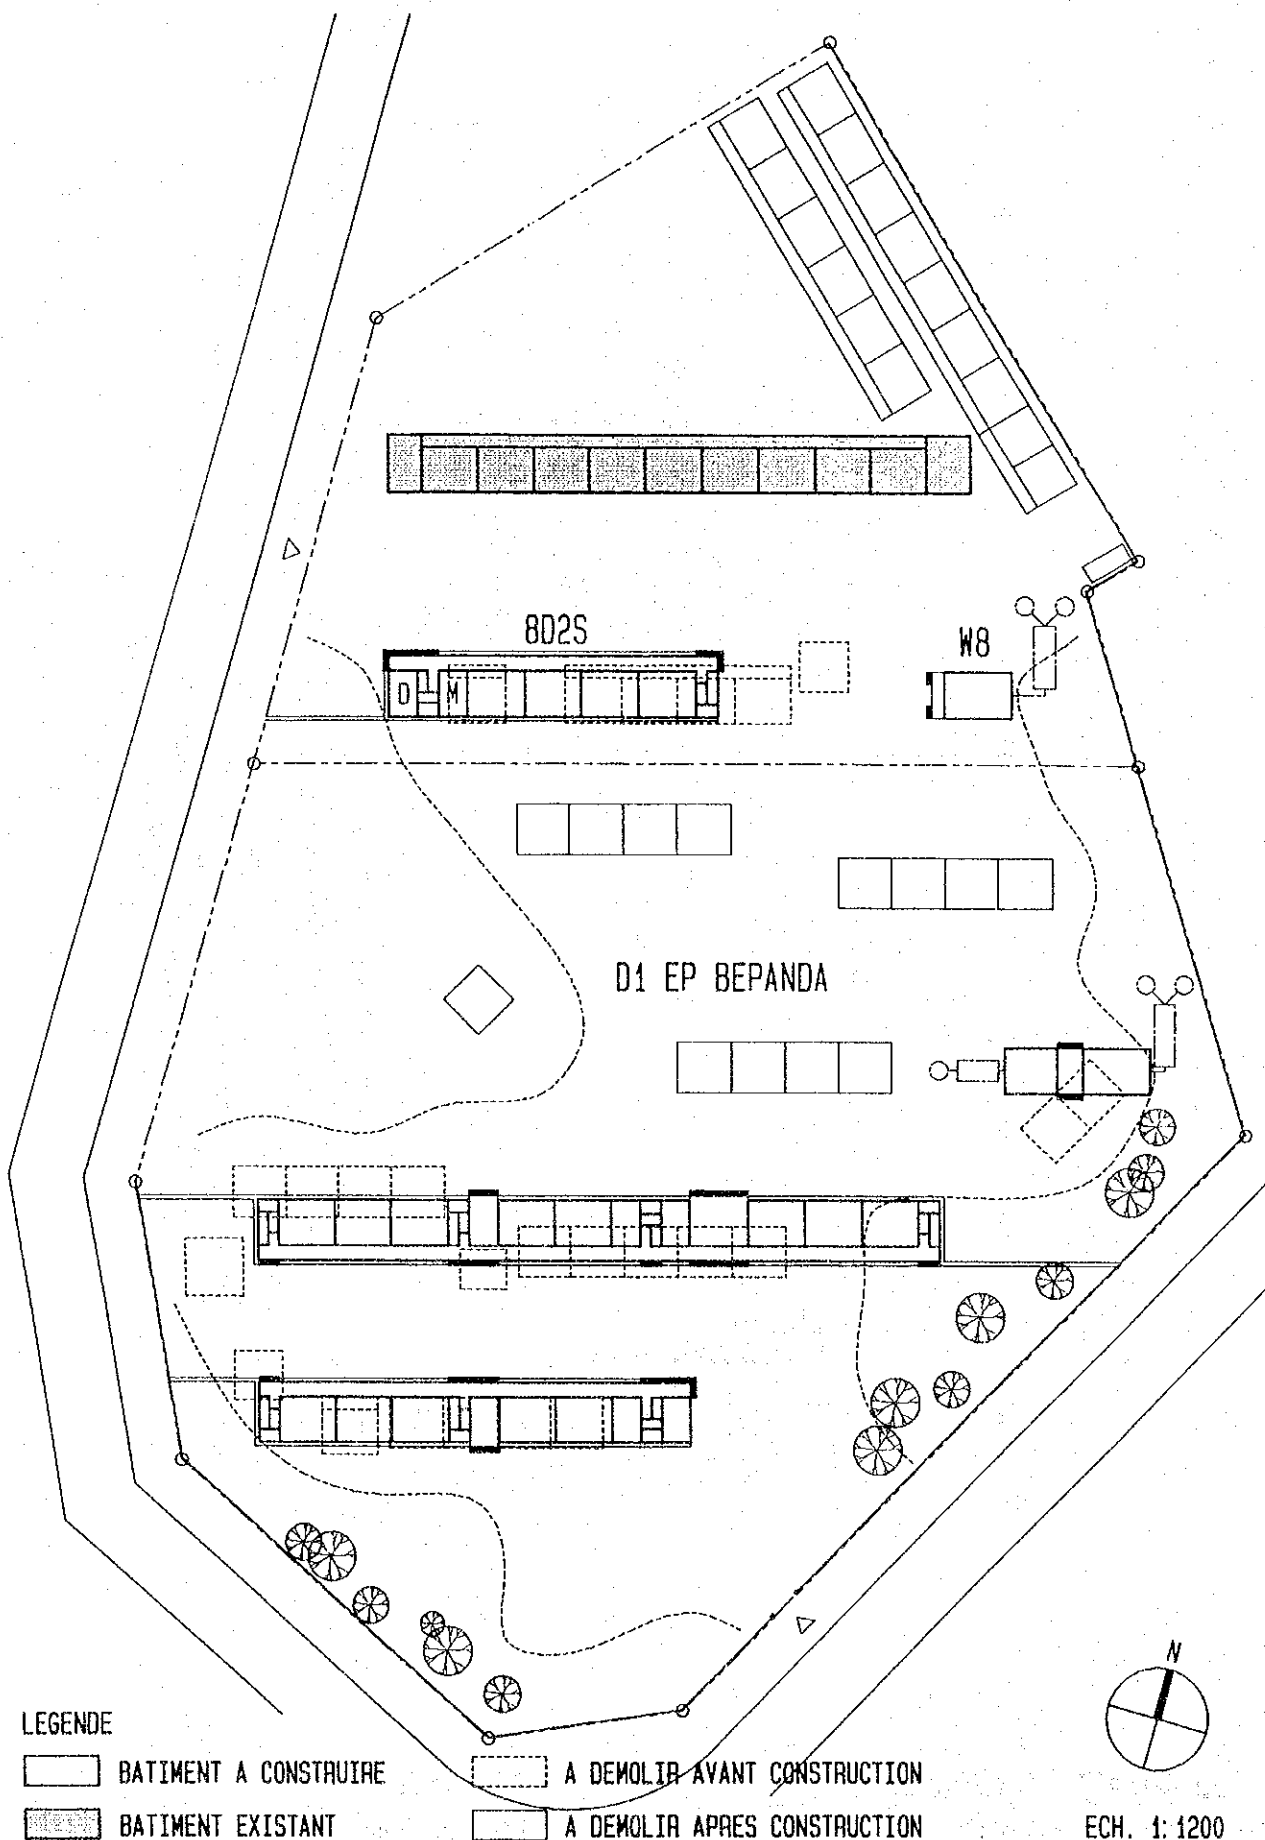 8D2S
W8
D M
D1 EP BEPANDA
N
LEGENDE
BATIMENT A CONSTRUIRE
A DEMOLIR AVANT CONSTRUCTION
BATIMENT EXISTANT
A DEMOLIR APRES CONSTRUCTION
ECH. 1:1200